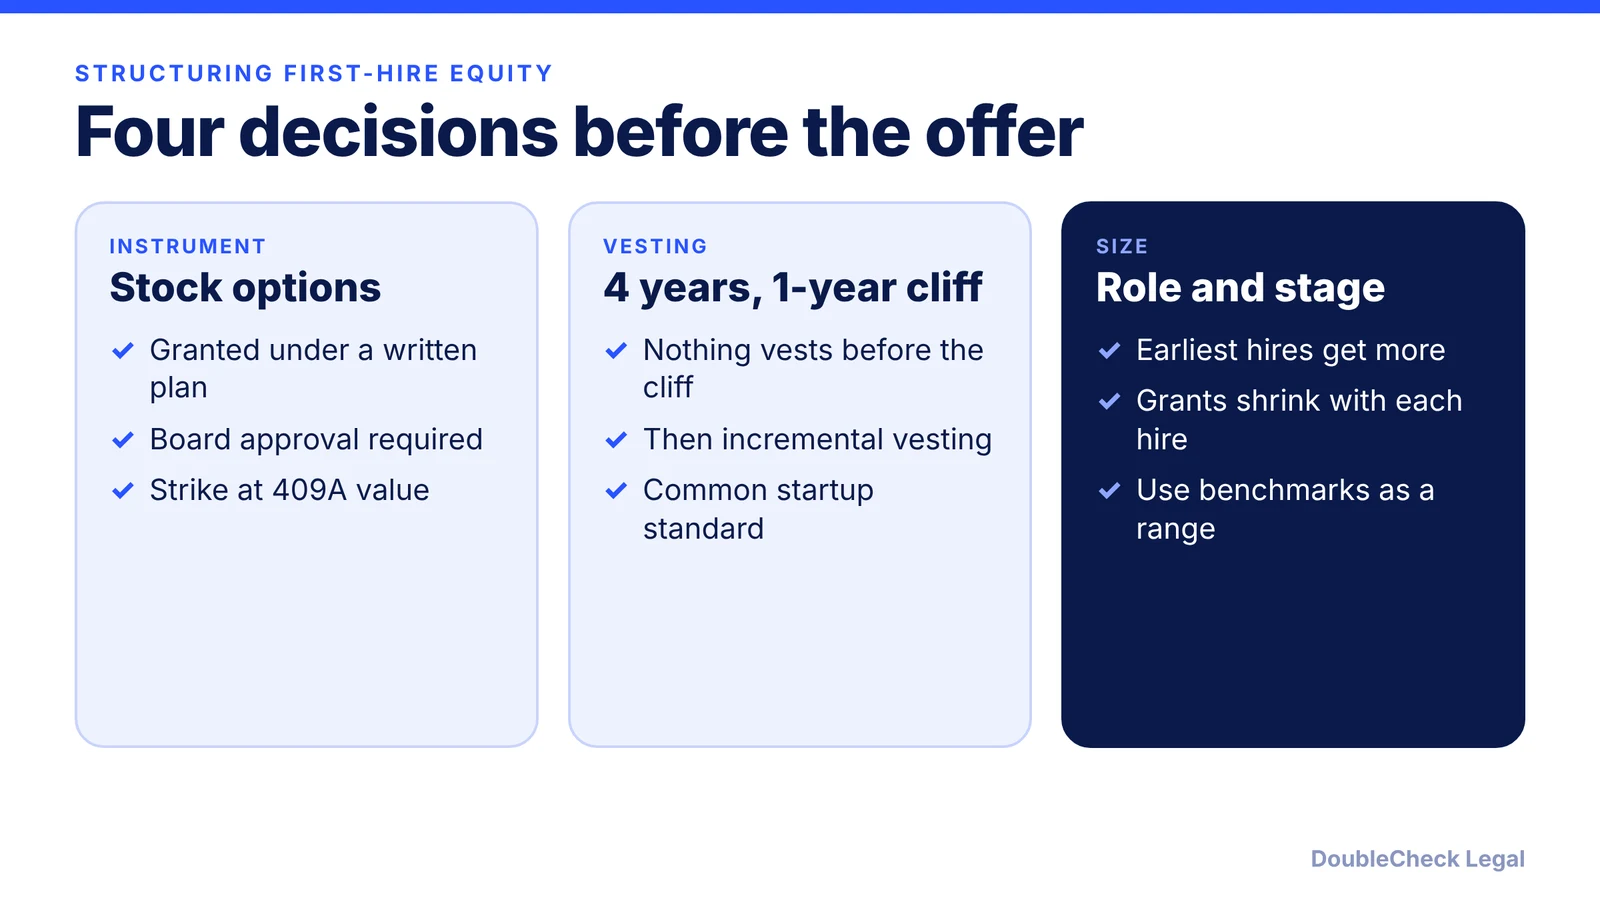 STRUCTURING FIRST-HIRE EQUITY
Four decisions before the offer
INSTRUMENT
Stock options
Granted under a written
plan
Board approval required
Strike at 409A value
VESTING
4 years, 1-year cliff
Nothing vests before the
cliff
Then incremental vesting
Common startup
standard
SIZE
Role and stage
Earliest hires get more
Grants shrink with each
hire
Use benchmarks as a
range
DoubleCheck Legal